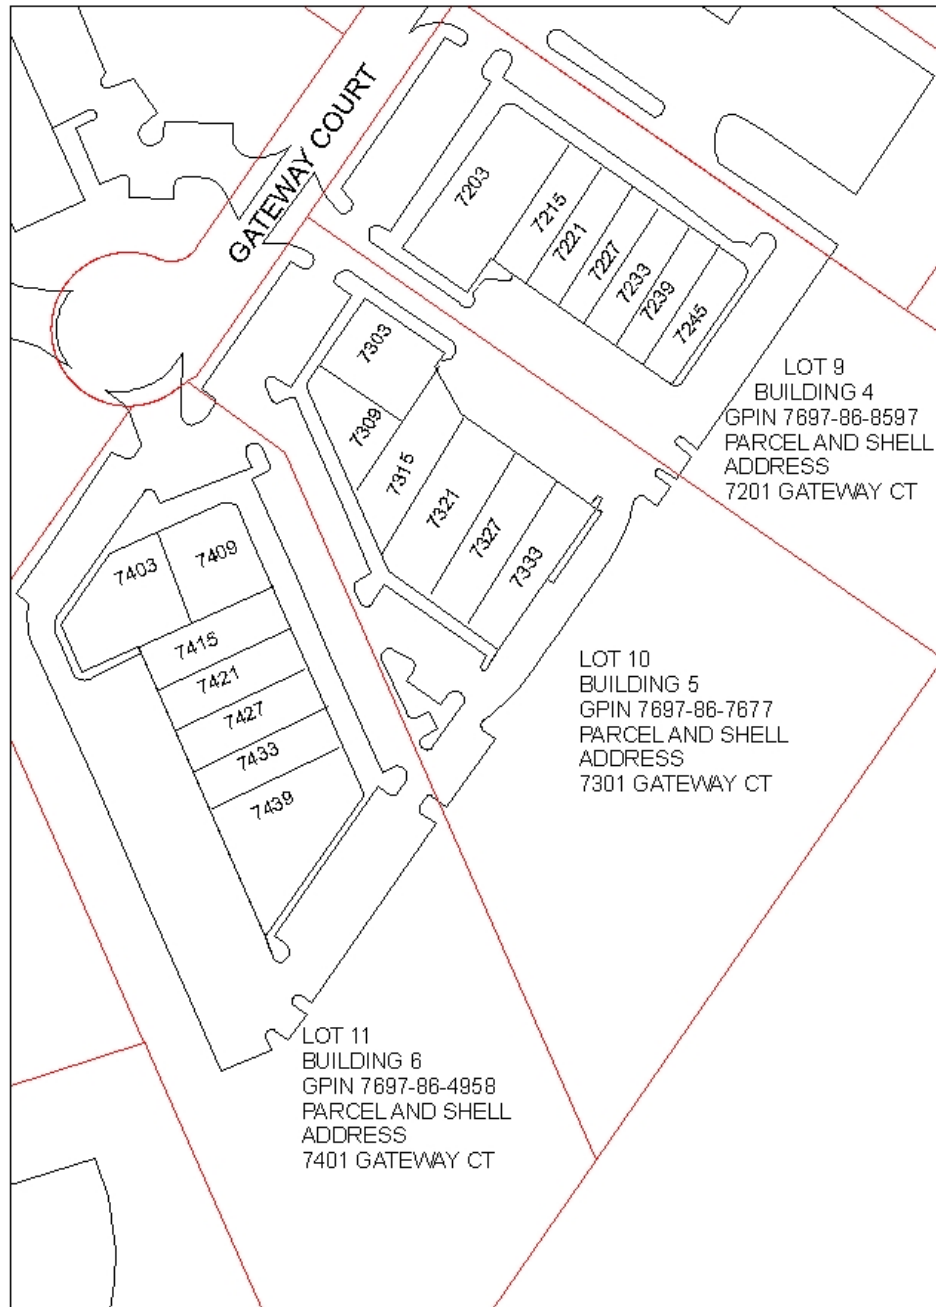 GATEWAY COURT
7203
7215
7221
7227
7233
7239
7245
LOT 9
BUILDING 4
GPIN 7697-86-8597
PARCEL AND SHELL
ADDRESS
7201 GATEWAY CT
7303
7309
7315
7321
7327
7333
LOT 10
BUILDING 5
GPIN 7697-86-7677
PARCEL AND SHELL
ADDRESS
7301 GATEWAY CT
7403
7409
7415
7421
7427
7433
7439
LOT 11
BUILDING 6
GPIN 7697-86-4958
PARCEL AND SHELL
ADDRESS
7401 GATEWAY CT